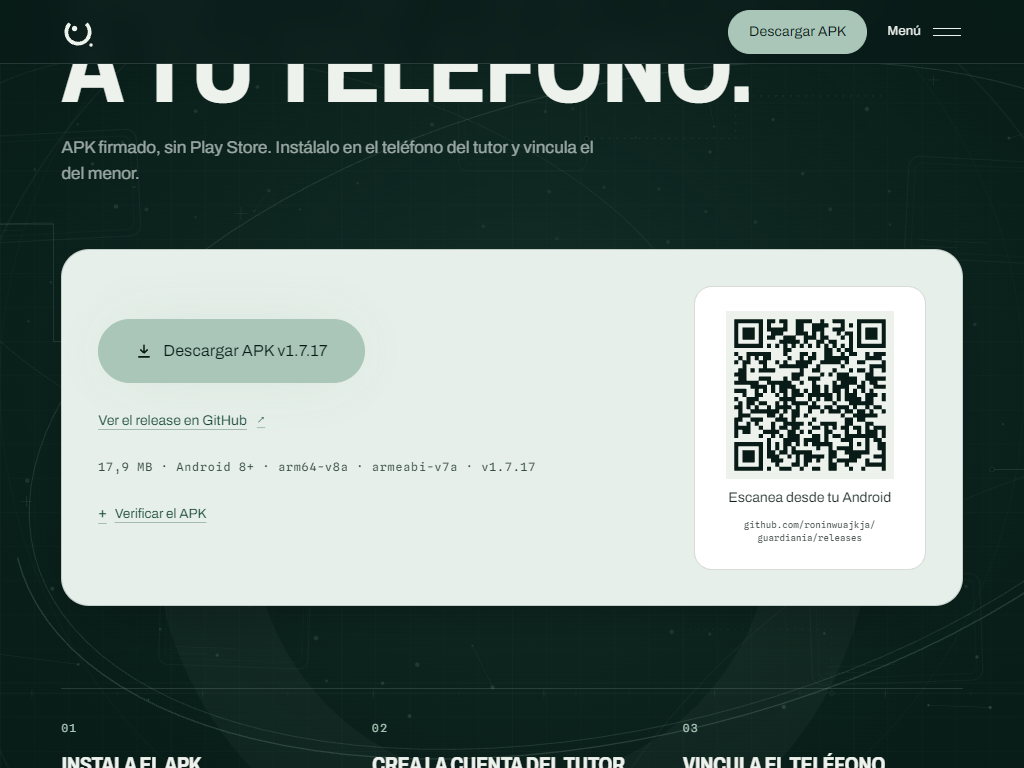 Descargar APK
Menú
A TU TELÉFONO.
APK firmado, sin Play Store. Instálalo en el teléfono del tutor y vincula el
del menor.
Descargar APK v1.7.17
Ver el release en GitHub ↗
17,9 MB · Android 8+ · arm64-v8a · armeabi-v7a · v1.7.17
+ Verificar el APK
Escanea desde tu Android
github.com/roninwuajkja/
guardiania/releases
01
02
03
INSTALA EL APK
CREA LA CUENTA DEL TUTOR
VINCULA EL TELÉFONO